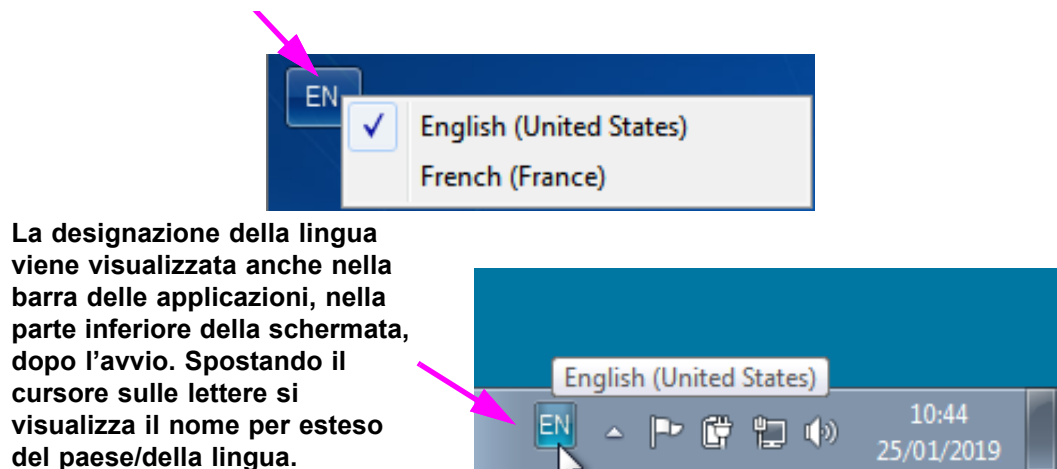 EN
English (United States)
French (France)
La designazione della lingua
viene visualizzata anche nella
barra delle applicazioni, nella
parte inferiore della schermata,
dopo l'avvio. Spostando il
cursore sulle lettere si
visualizza il nome per esteso
del paese/della lingua.
English (United States)
EN
10:44
25/01/2019